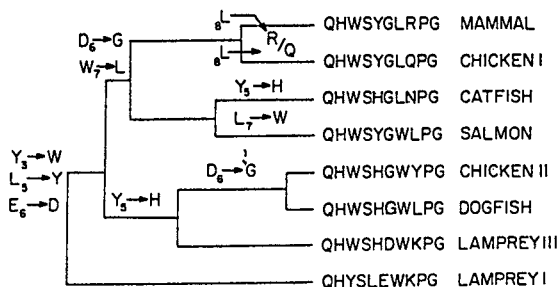 8L
R/Q
QHWSYGLRPG MAMMAL
D6→G
8L
W7→L
QHWSYGLQPG CHICKEN I
Y5→H
QHWSHGLNPG CATFISH
L7→W
QHWSYGWLPG SALMON
Y3→W
L5→Y
E6→D
D6→G
QHWSHGWYPG CHICKEN II
Y5→H
QHWSHGWLPG DOGFISH
QHWSHDWKPG LAMPREY III
QHYSLEWKPG LAMPREY I